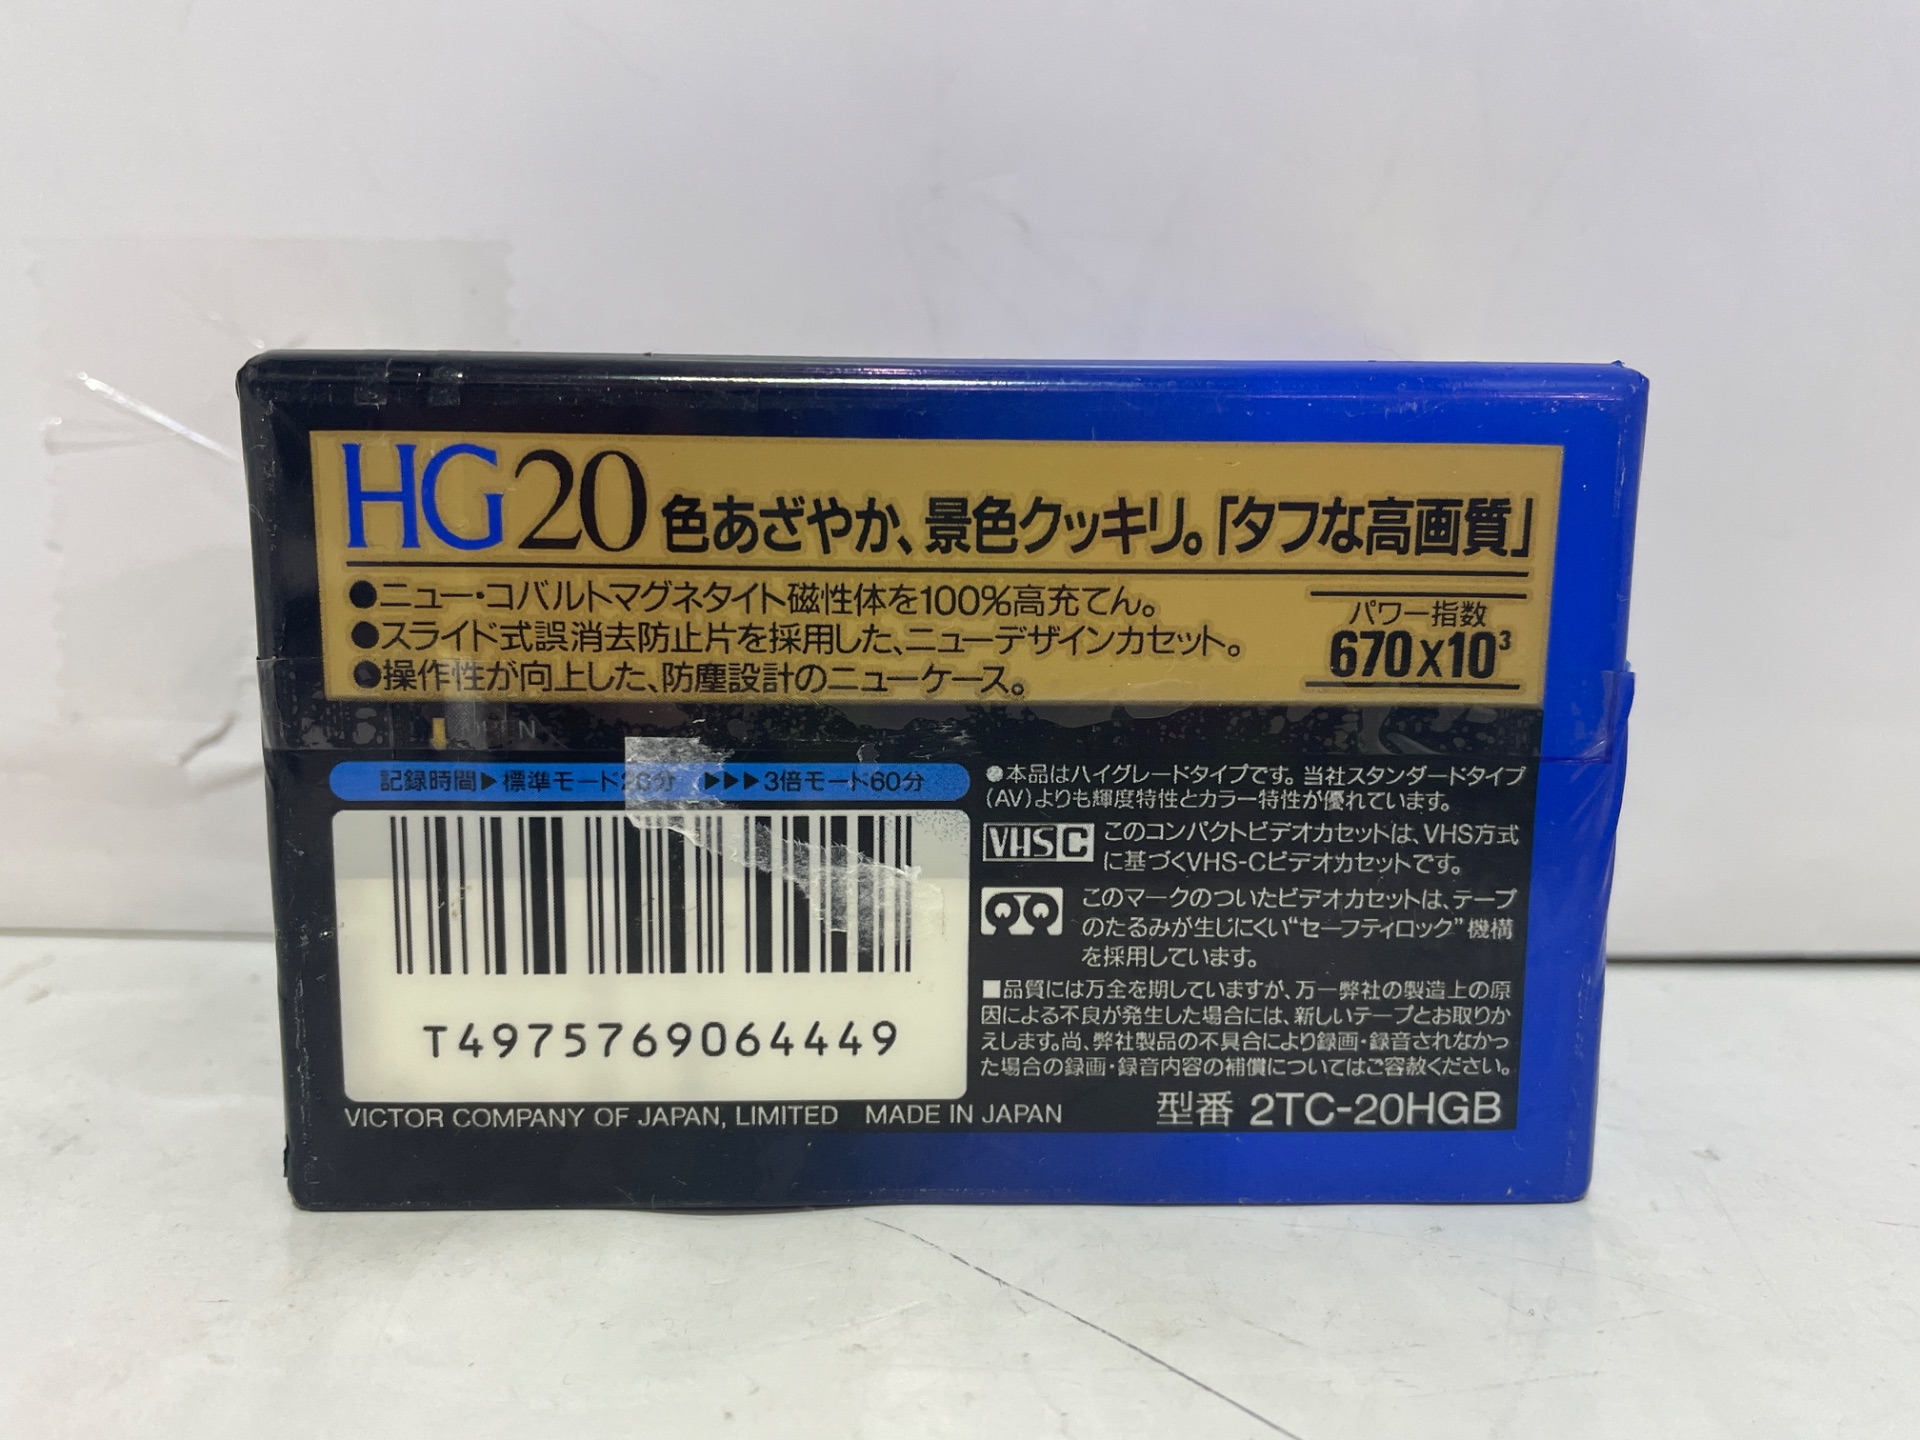 HG20 色あざやか、景色クッキリ。「タフな高画質」
●ニュー・コバルトマグネタイト磁性体を100%高充てん。
●スライド式誤消去防止片を採用した、ニューデザインカセット。
●操作性が向上した、防塵設計のニューケース。
パワー指数
670x10³
OPEN
記録時間▶標準モード20分 ▶▶▶3倍モード60分
T4975769064449
VICTOR COMPANY OF JAPAN, LIMITED MADE IN JAPAN
●本品はハイグレードタイプです。当社スタンダードタイプ
(AV)よりも輝度特性とカラー特性が優れています。
VHS C このコンパクトビデオカセットは、VHS方式
に基づくVHS-Cビデオカセットです。
このマークのついたビデオカセットは、テープ
のたるみが生じにくい“セーフティロック”機構
を採用しています。
■品質には万全を期していますが、万一弊社の製造上の原
因による不良が発生した場合には、新しいテープとお取りか
えします。尚、弊社製品の不具合により録画・録音されなかっ
た場合の録画・録音内容の補償についてはご容赦ください。
型番 2TC-20HGB